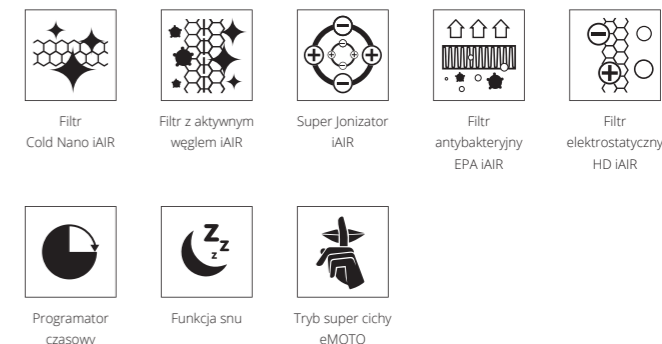 Filtr
Cold Nano iAIR
Filtr z aktywnym
węglem iAIR
Super Jonizator
iAIR
Filtr
antybakteryjny
EPA iAIR
Filtr
elektrostatyczny
HD iAIR
Programator
czasowy
Z z z
Funkcja snu
Tryb super cichy
eMOTO